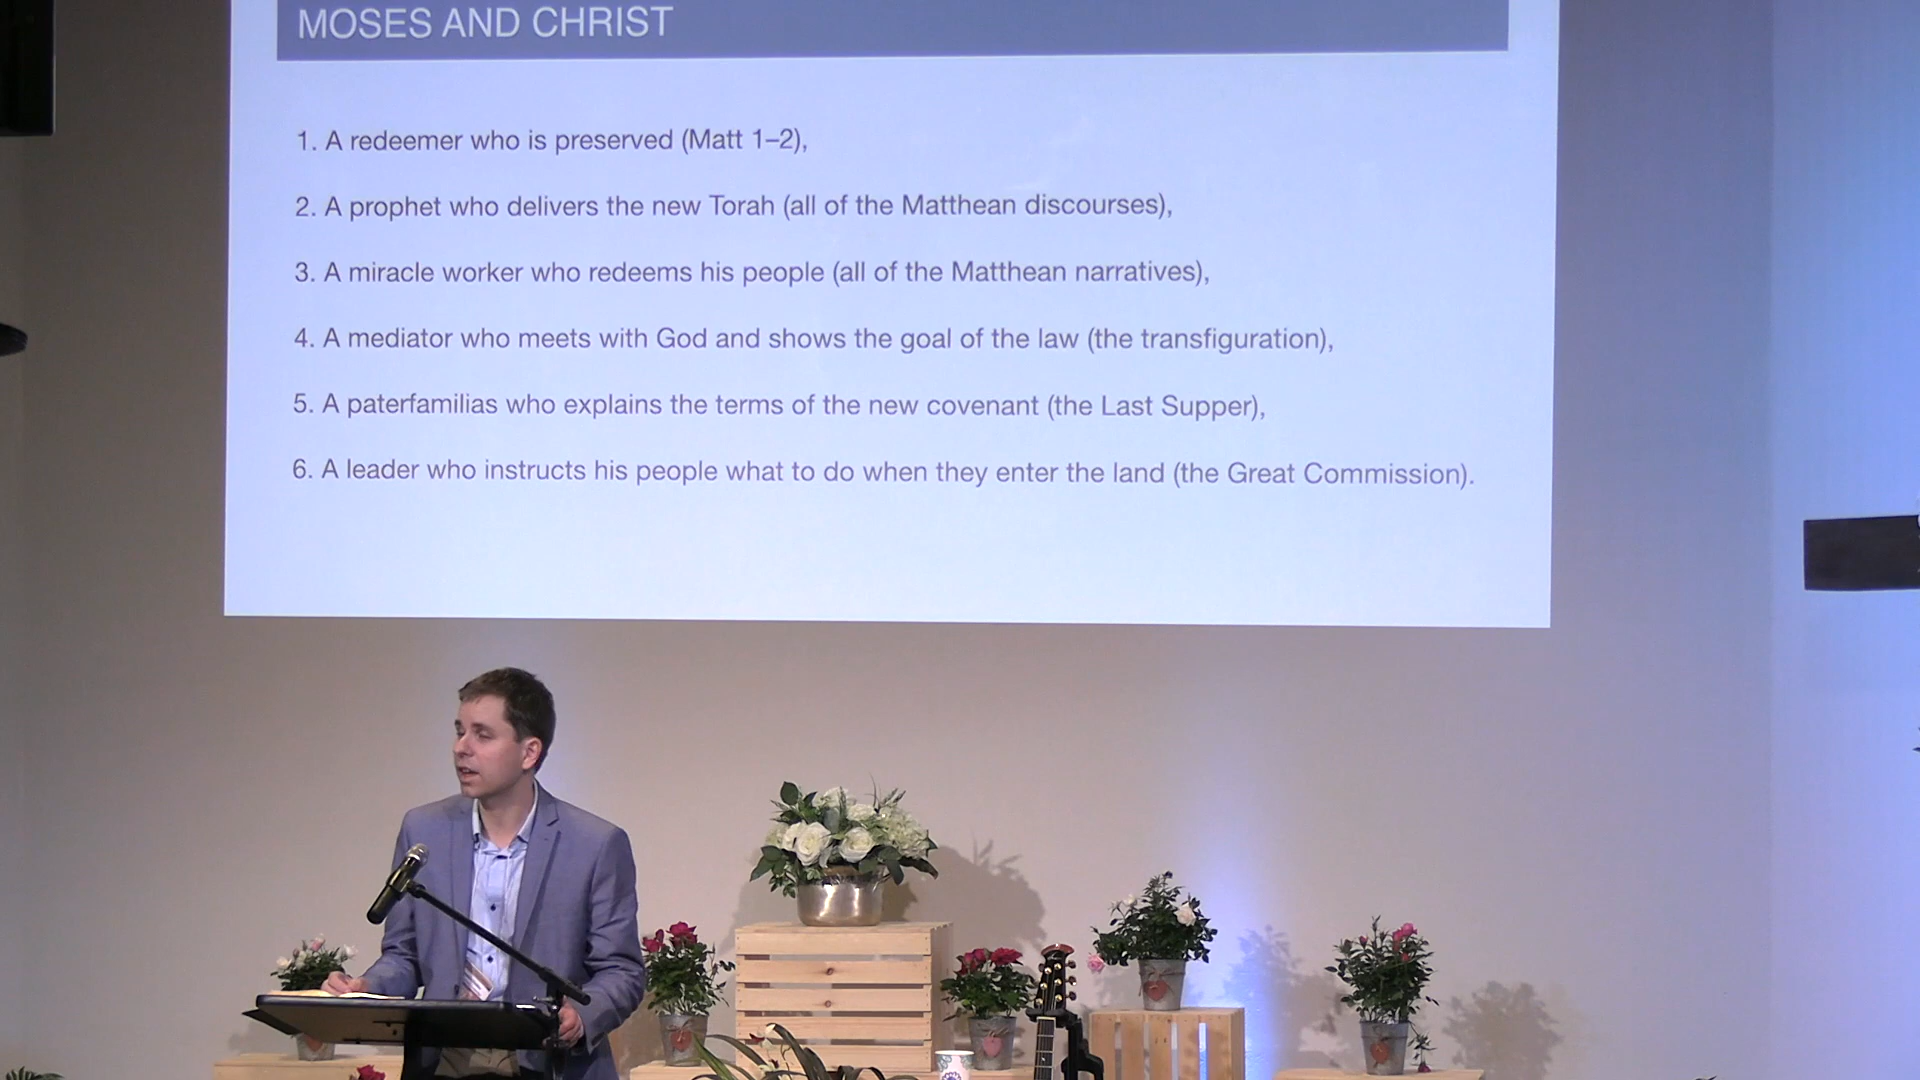 MOSES AND CHRIST
1. A redeemer who is preserved (Matt 1–2),
2. A prophet who delivers the new Torah (all of the Matthean discourses),
3. A miracle worker who redeems his people (all of the Matthean narratives),
4. A mediator who meets with God and shows the goal of the law (the transfiguration),
5. A paterfamilias who explains the terms of the new covenant (the Last Supper),
6. A leader who instructs his people what to do when they enter the land (the Great Commission).